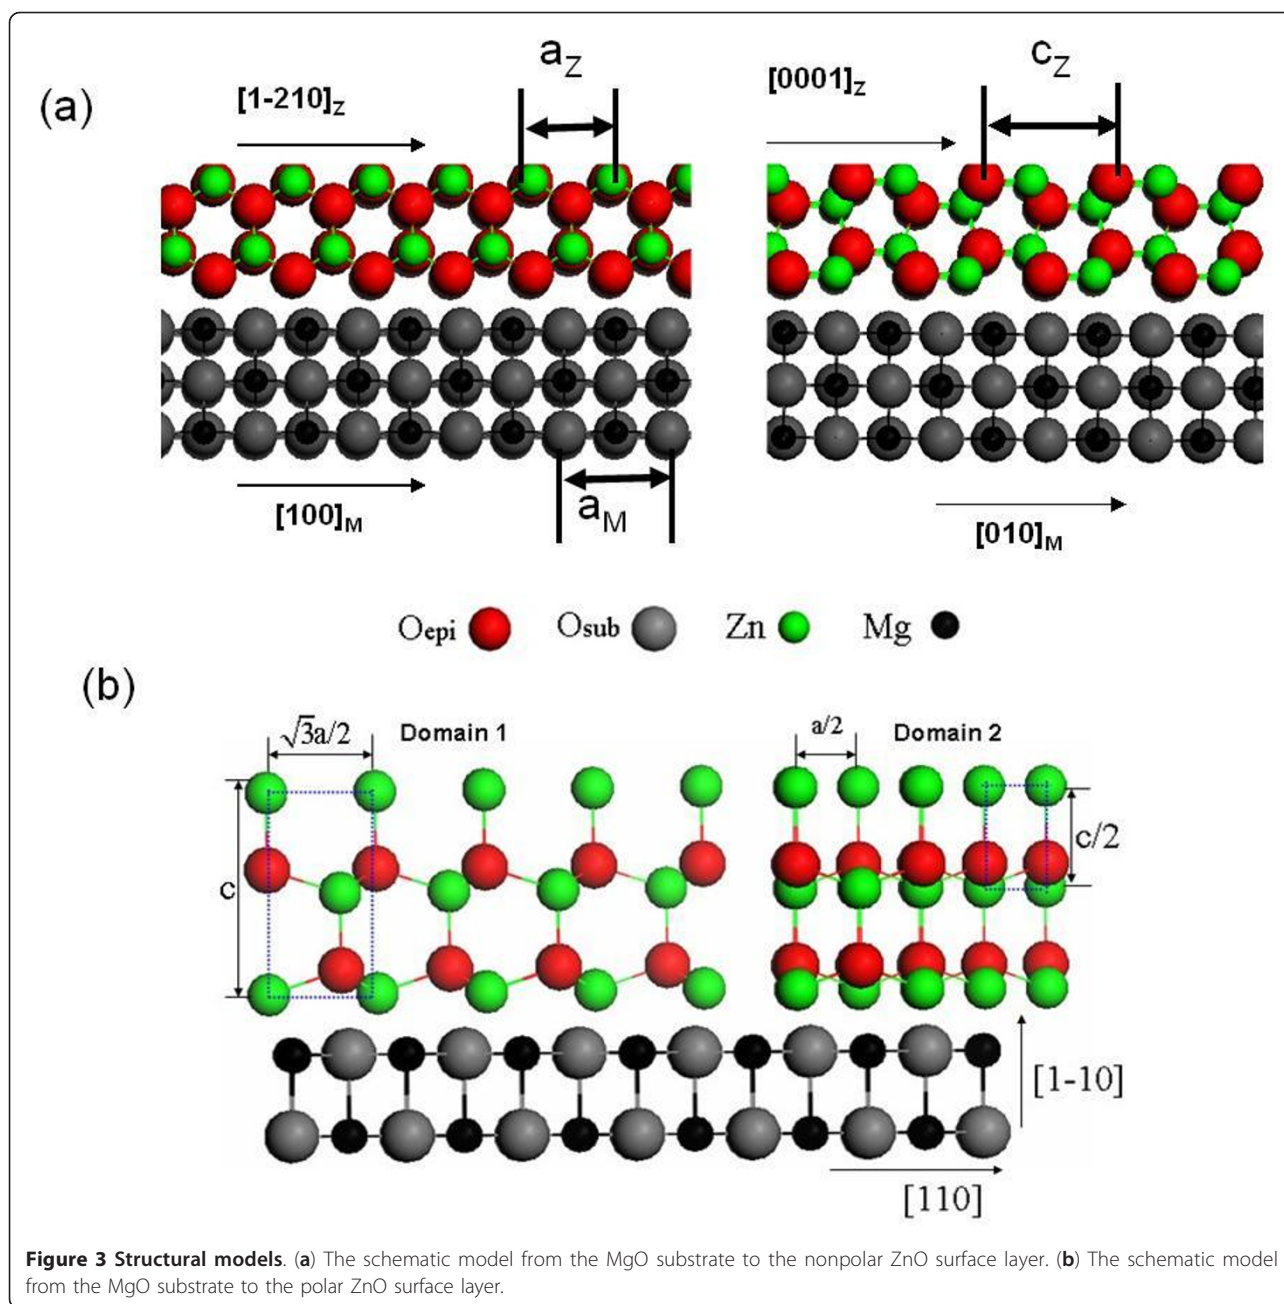 (a)
[1-210]Z
aZ
[0001]Z
cZ
[100]M
aM
[010]M
Oepi Osub Zn Mg
(b)
√3a/2 Domain 1 a/2 Domain 2
c
c/2
[1-10]
[110]
Figure 3 Structural models. (a) The schematic model from the MgO substrate to the nonpolar ZnO surface layer. (b) The schematic model
from the MgO substrate to the polar ZnO surface layer.